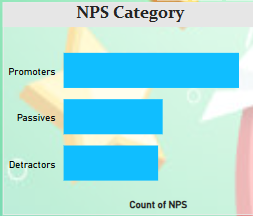 NPS Category
Promoters
Passives
Detractors
Count of NPS